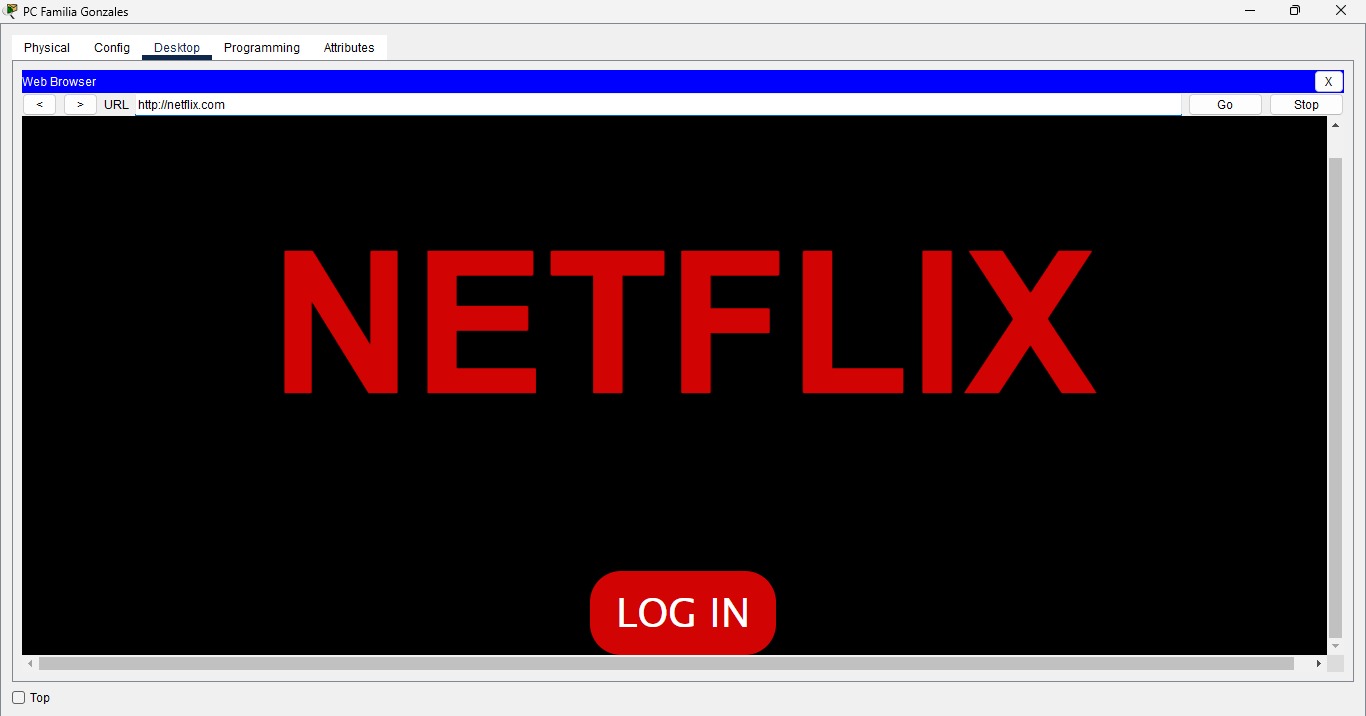 PC Familia Gonzales
Physical Config Desktop Programming Attributes
Web Browser X
< > URL http://netflix.com Go Stop
NETFLIX
LOG IN
Top